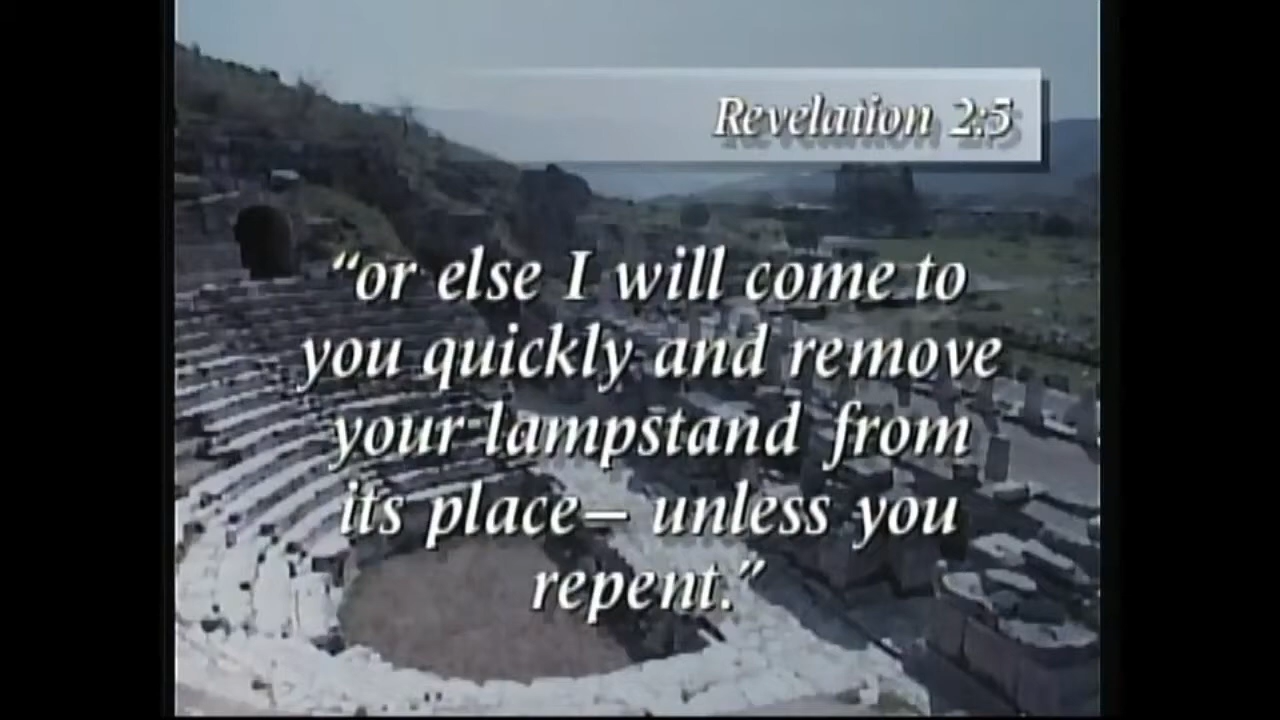 Revelation 2:5
“or else I will come to
you quickly and remove
your lampstand from
its place– unless you
repent.”